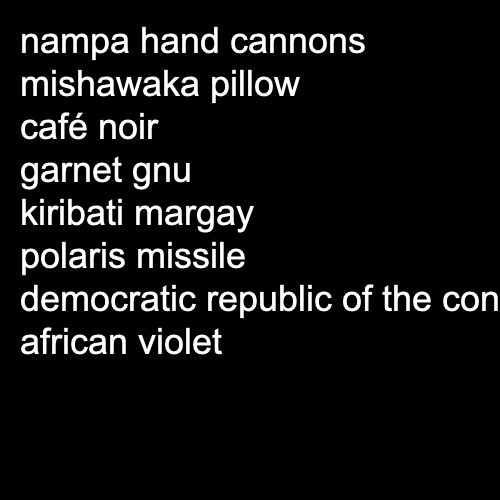 nampa hand cannons
mishawaka pillow
café noir
garnet gnu
kiribati margay
polaris missile
democratic republic of the con
african violet